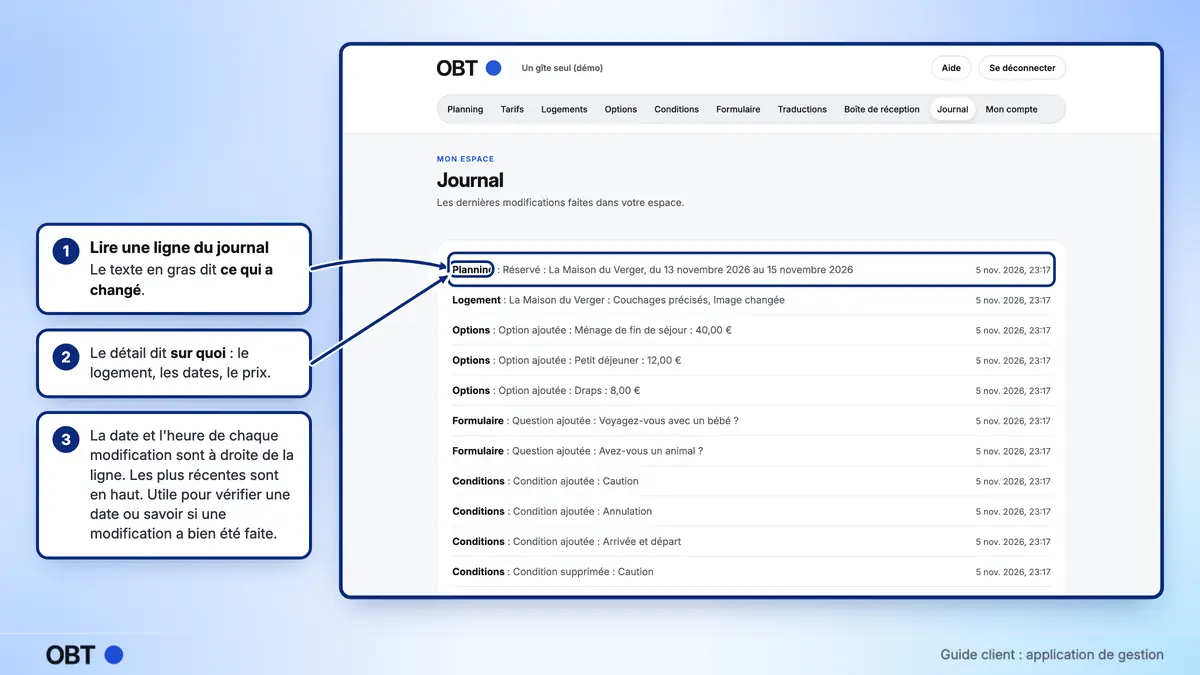 OBT
Un gîte seul (démo)
Aide
Se déconnecter
Planning
Tarifs
Logements
Options
Conditions
Formulaire
Traductions
Boîte de réception
Journal
Mon compte
MON ESPACE
Journal
Les dernières modifications faites dans votre espace.
1
Lire une ligne du journal
Le texte en gras dit ce qui a
changé.
2
Le détail dit sur quoi : le
logement, les dates, le prix.
3
La date et l'heure de chaque
modification sont à droite de la
ligne. Les plus récentes sont
en haut. Utile pour vérifier une
date ou savoir si une
modification a bien été faite.
Planning : Réservé : La Maison du Verger, du 13 novembre 2026 au 15 novembre 2026 5 nov. 2026, 23:17
Logement : La Maison du Verger : Couchages précisés, Image changée 5 nov. 2026, 23:17
Options : Option ajoutée : Ménage de fin de séjour : 40,00 € 5 nov. 2026, 23:17
Options : Option ajoutée : Petit déjeuner : 12,00 € 5 nov. 2026, 23:17
Options : Option ajoutée : Draps : 8,00 € 5 nov. 2026, 23:17
Formulaire : Question ajoutée : Voyagez-vous avec un bébé ? 5 nov. 2026, 23:17
Formulaire : Question ajoutée : Avez-vous un animal ? 5 nov. 2026, 23:17
Conditions : Condition ajoutée : Caution 5 nov. 2026, 23:17
Conditions : Condition ajoutée : Annulation 5 nov. 2026, 23:17
Conditions : Condition ajoutée : Arrivée et départ 5 nov. 2026, 23:17
Conditions : Condition supprimée : Caution 5 nov. 2026, 23:17
OBT
Guide client : application de gestion